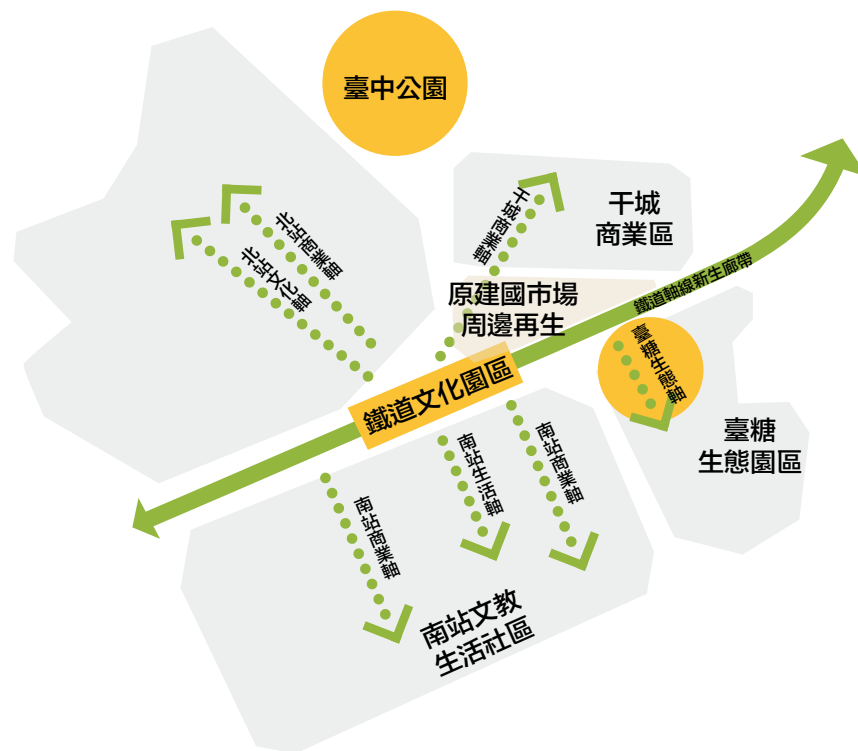 臺中公園
干城
商業區
干城商業軸
北站商業軸
北站文化軸
原建國市場
周邊再生
鐵道軸線新生廊帶
鐵道文化園區
臺糖生態軸
臺糖
生態園區
南站生活軸
南站商業軸
南站商業軸
南站文教
生活社區